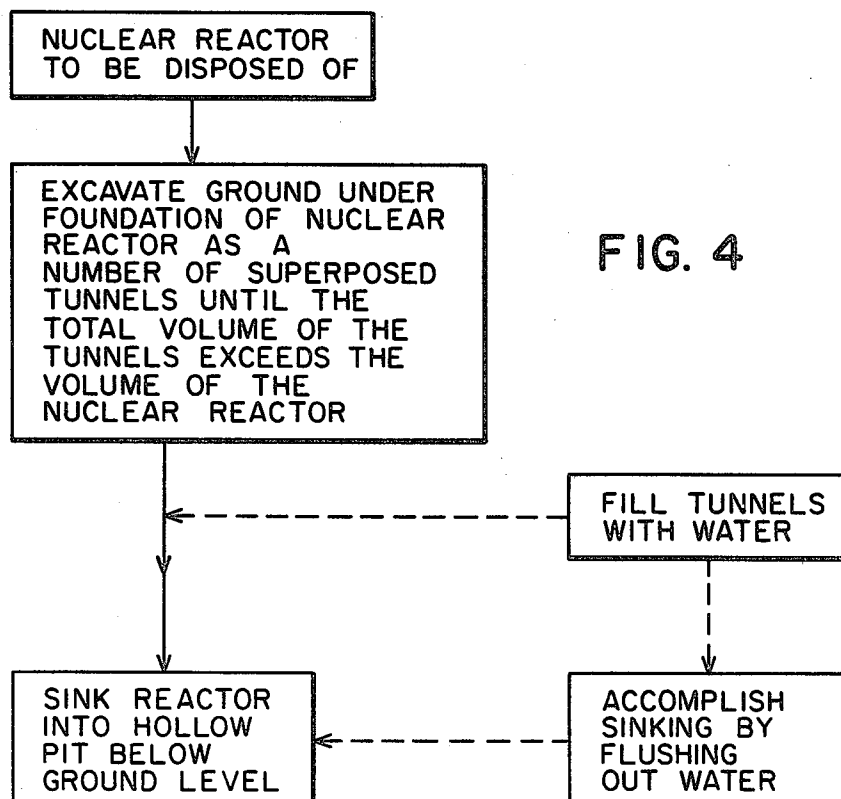 NUCLEAR REACTOR
TO BE DISPOSED OF
EXCAVATE GROUND UNDER
FOUNDATION OF NUCLEAR
REACTOR AS A
NUMBER OF SUPERPOSED
TUNNELS UNTIL THE
TOTAL VOLUME OF THE
TUNNELS EXCEEDS THE
VOLUME OF THE
NUCLEAR REACTOR
FIG. 4
FILL TUNNELS
WITH WATER
SINK REACTOR
INTO HOLLOW
PIT BELOW
GROUND LEVEL
ACCOMPLISH
SINKING BY
FLUSHING
OUT WATER